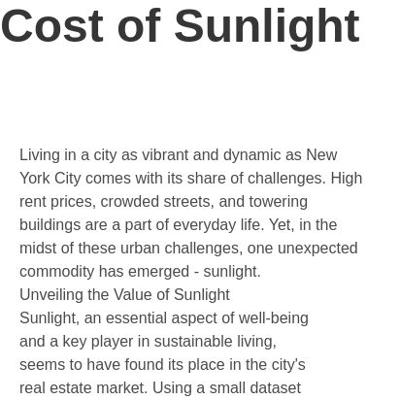 Cost of Sunlight
Living in a city as vibrant and dynamic as New
York City comes with its share of challenges. High
rent prices, crowded streets, and towering
buildings are a part of everyday life. Yet, in the
midst of these urban challenges, one unexpected
commodity has emerged - sunlight.
Unveiling the Value of Sunlight
Sunlight, an essential aspect of well-being
and a key player in sustainable living,
seems to have found its place in the city's
real estate market. Using a small dataset